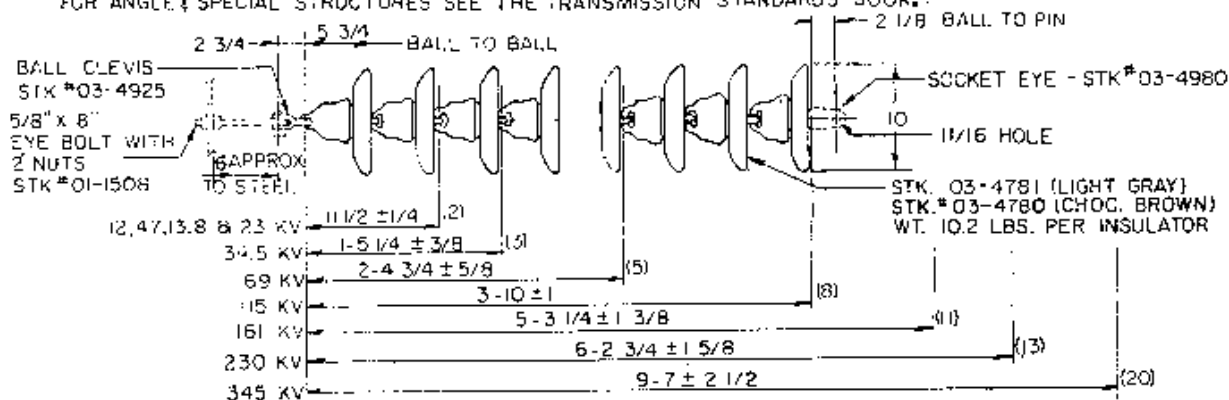 FOR ANGLE & SPECIAL STRUCTURES SEE THE TRANSMISSION STANDARDS BOOK.
2 3/4
5 3/4
BALL TO BALL
2 1/8 BALL TO PIN
BALL CLEVIS
STK #03-4925
SOCKET EYE - STK #03-4980
5/8" X 8"
EYE BOLT WITH
2 NUTS
STK #01-1508
10
11/16 HOLE
APPROX
TO STEEL
STK. 03-4781 (LIGHT GRAY)
STK.# 03-4780 (CHOC. BROWN)
WT. 10.2 LBS. PER INSULATOR
12,47,13.8 & 23 KV
11 1/2 ±1/4
(2)
34.5 KV
1-5 1/4 ± 3/8
(3)
69 KV
2-4 3/4 ± 5/8
(5)
115 KV
3-10 ±1
(8)
161 KV
5-3 1/4 ± 1 3/8
(11)
230 KV
6-2 3/4 ±1 5/8
(13)
345 KV
9-7 ± 2 1/2
(20)